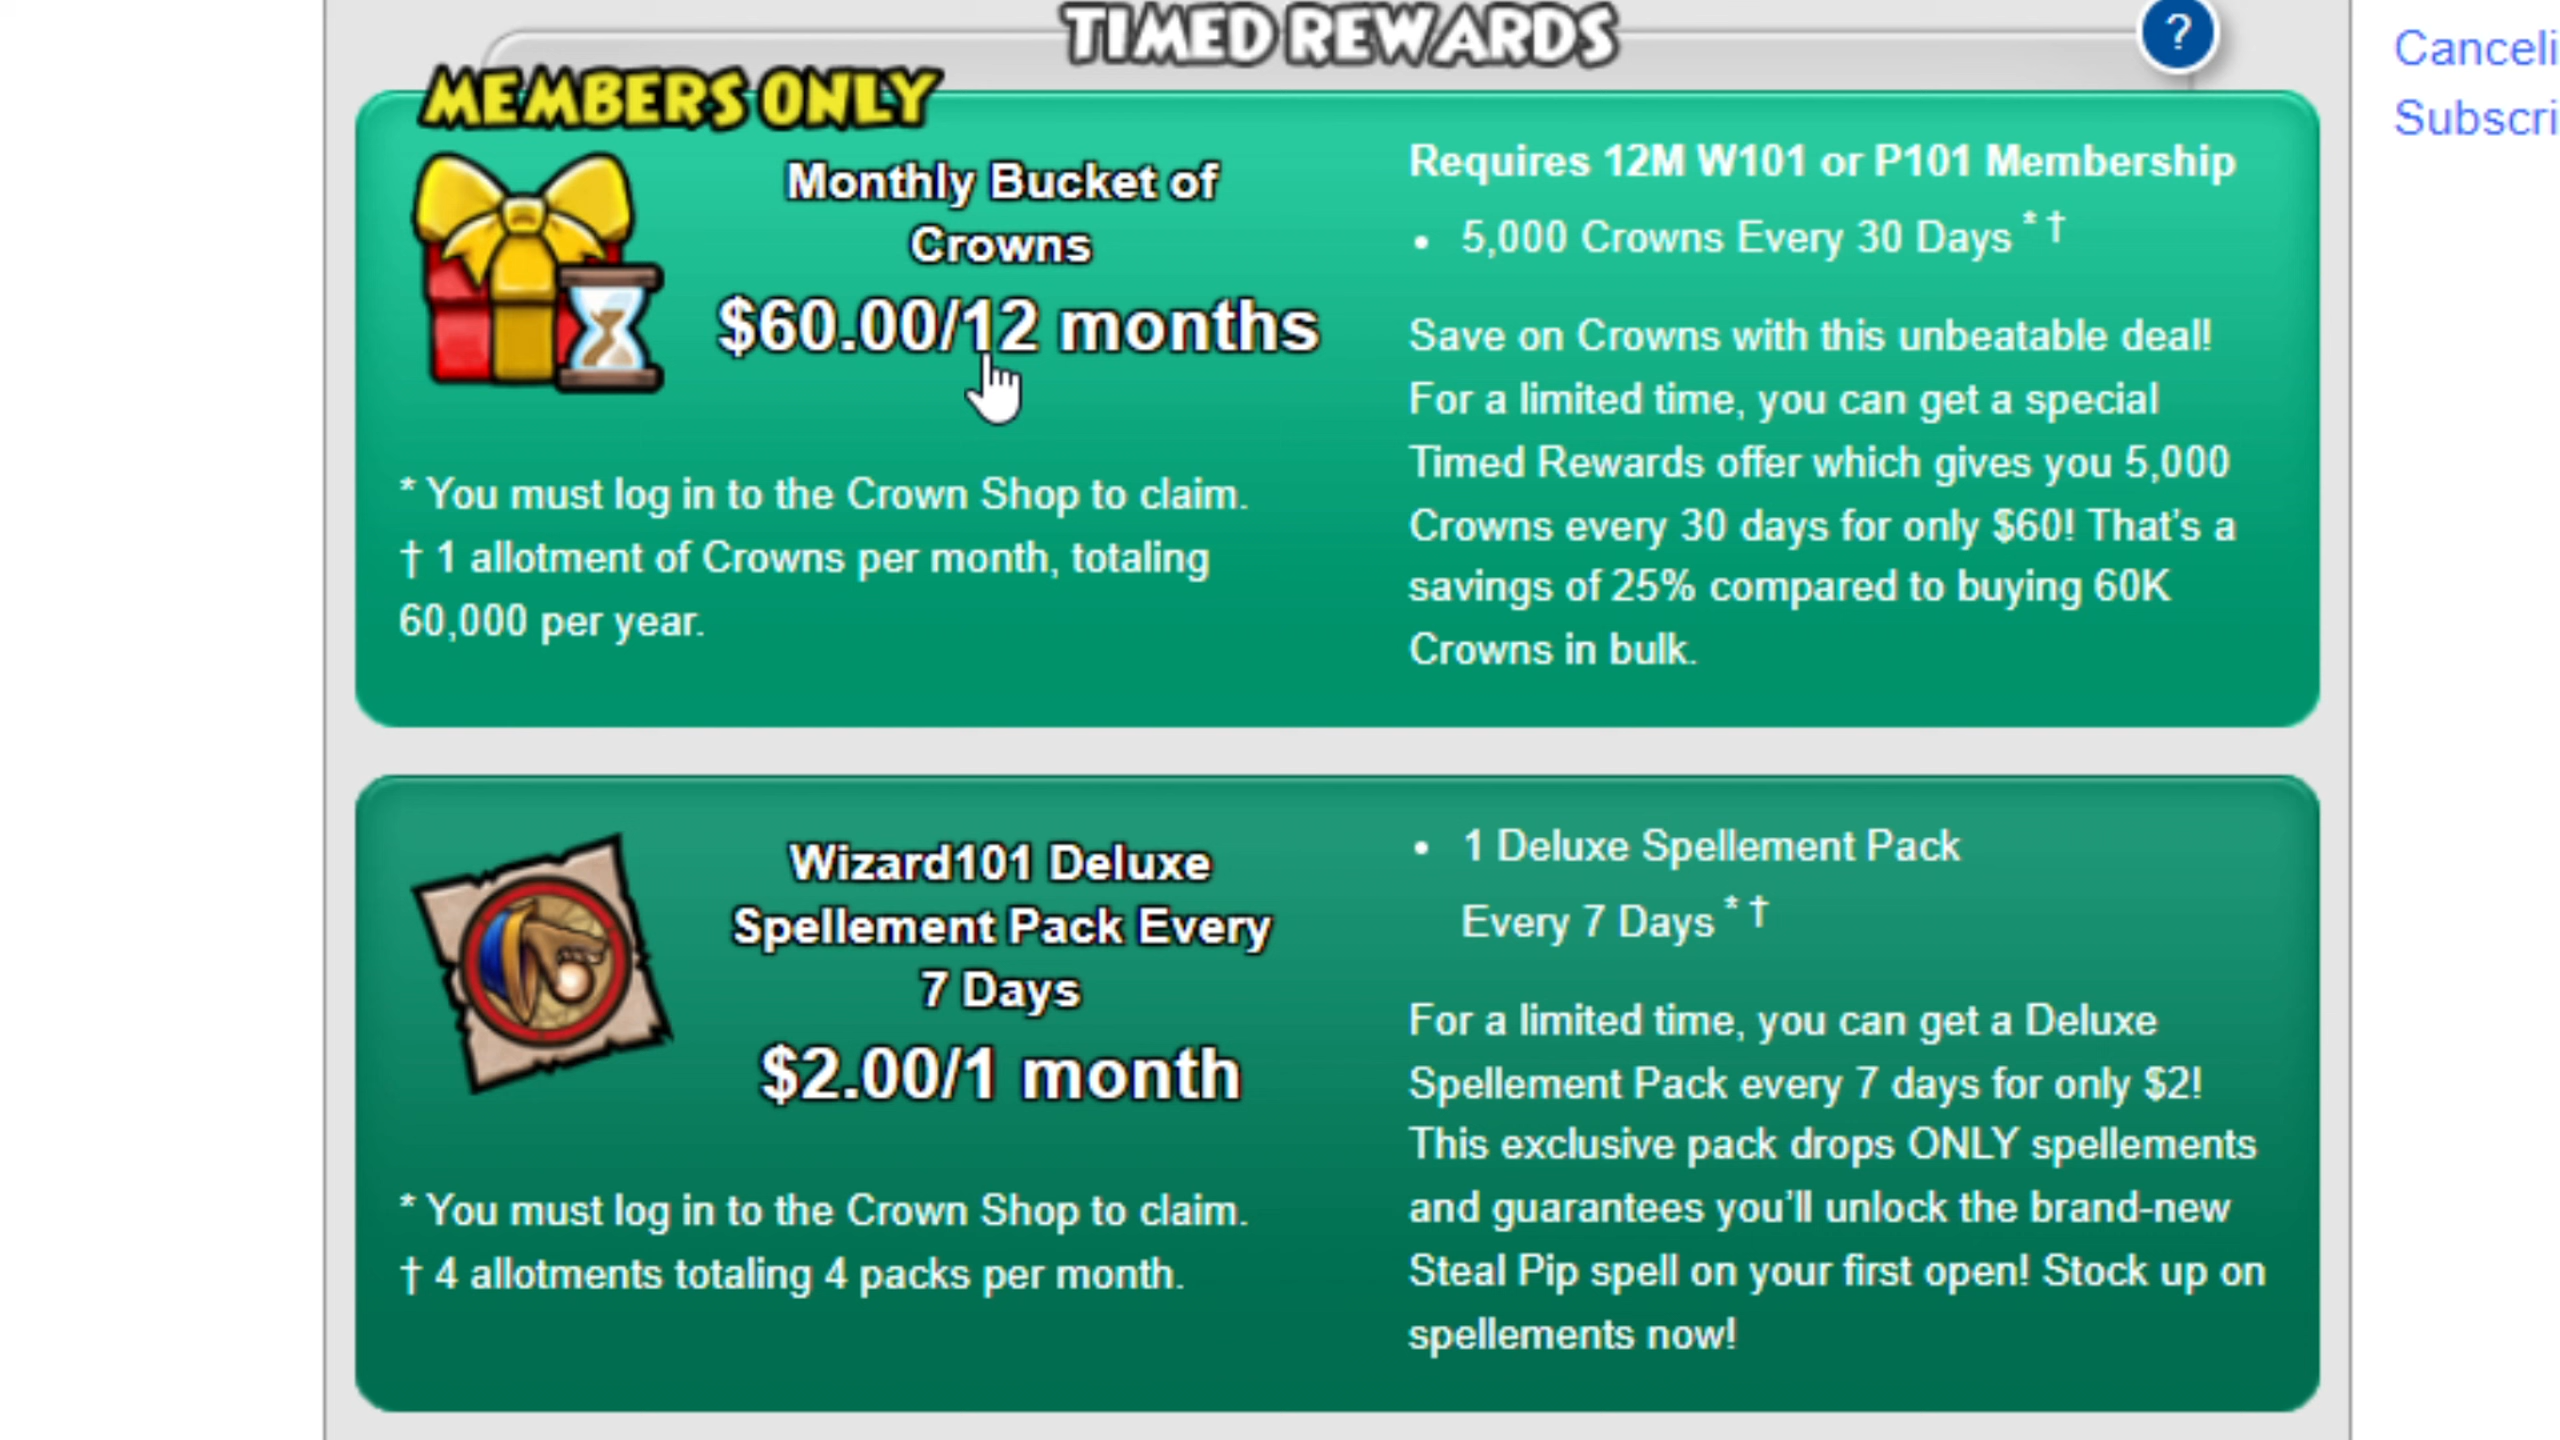 TIMED REWARDS
?
Canceli
Subscri
MEMBERS ONLY
Monthly Bucket of
Crowns
$60.00/12 months
* You must log in to the Crown Shop to claim.
† 1 allotment of Crowns per month, totaling
60,000 per year.
Requires 12M W101 or P101 Membership
• 5,000 Crowns Every 30 Days * †
Save on Crowns with this unbeatable deal!
For a limited time, you can get a special
Timed Rewards offer which gives you 5,000
Crowns every 30 days for only $60! That's a
savings of 25% compared to buying 60K
Crowns in bulk.
Wizard101 Deluxe
Spellement Pack Every
7 Days
$2.00/1 month
* You must log in to the Crown Shop to claim.
† 4 allotments totaling 4 packs per month.
• 1 Deluxe Spellement Pack
Every 7 Days * †
For a limited time, you can get a Deluxe
Spellement Pack every 7 days for only $2!
This exclusive pack drops ONLY spellements
and guarantees you'll unlock the brand-new
Steal Pip spell on your first open! Stock up on
spellements now!